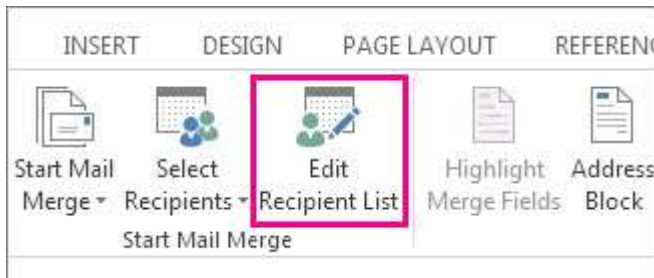 INSERT DESIGN PAGE LAYOUT REFEREN
Start Mail Select Edit Highlight Address
Merge Recipients Recipient List Merge Fields Block
Start Mail Merge